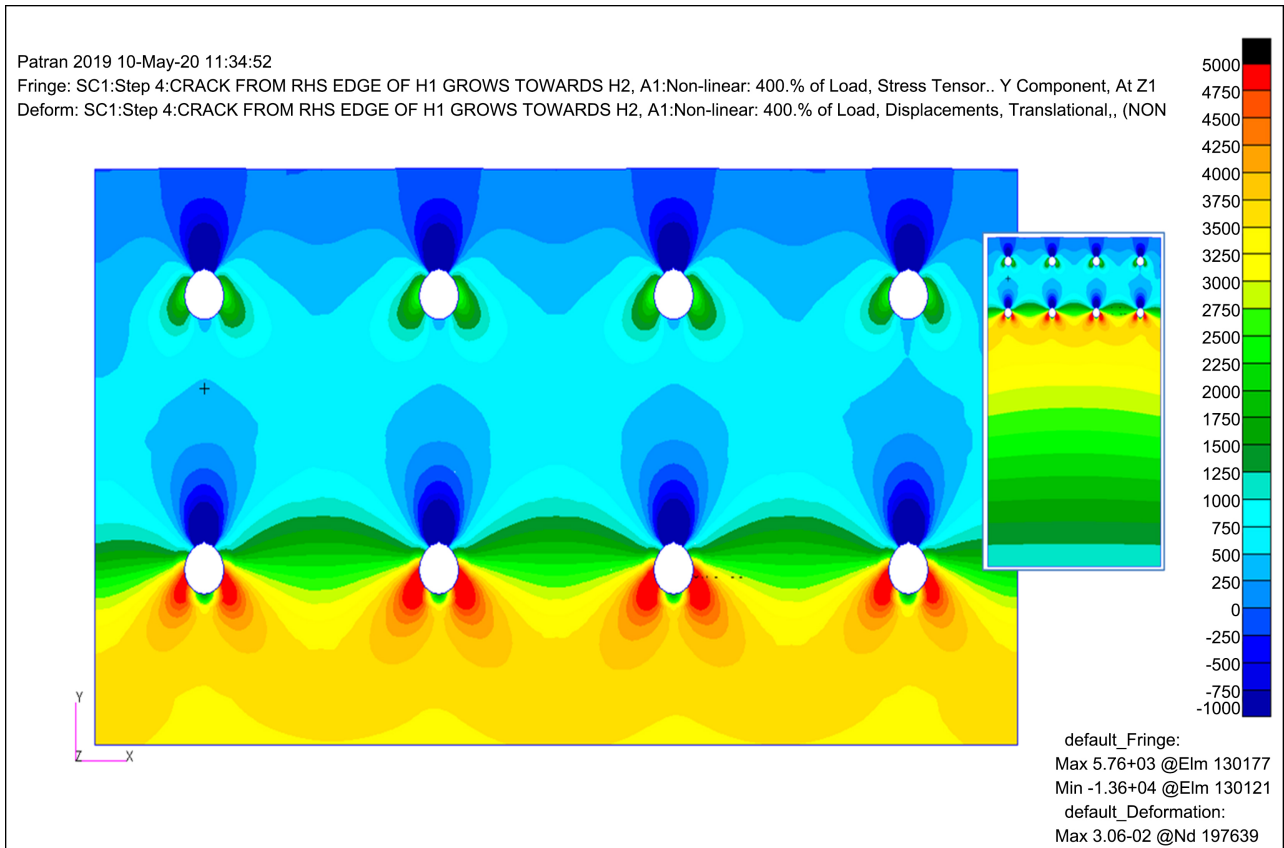 Patran 2019 10-May-20 11:34:52
Fringe: SC1:Step 4:CRACK FROM RHS EDGE OF H1 GROWS TOWARDS H2, A1:Non-linear: 400.% of Load, Stress Tensor.. Y Component, At Z1
Deform: SC1:Step 4:CRACK FROM RHS EDGE OF H1 GROWS TOWARDS H2, A1:Non-linear: 400.% of Load, Displacements, Translational,, (NON
5000
4750
4500
4250
4000
3750
3500
3250
3000
2750
2500
2250
2000
1750
1500
1250
1000
750
500
250
0
-250
-500
-750
-1000
Y
Z X
default_Fringe:
Max 5.76+03 @Elm 130177
Min -1.36+04 @Elm 130121
default_Deformation:
Max 3.06-02 @Nd 197639